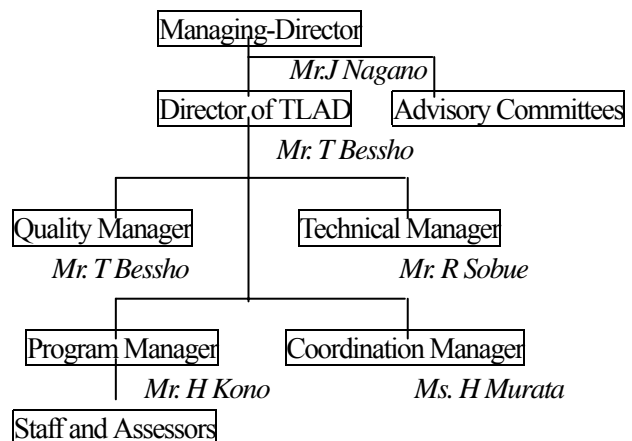 Managing-Director
Mr.J Nagano
Director of TLAD Advisory Committees
Mr. T Bessho
Quality Manager Technical Manager
Mr. T Bessho Mr. R Sobue
Program Manager Coordination Manager
Mr. H Kono Ms. H Murata
Staff and Assessors